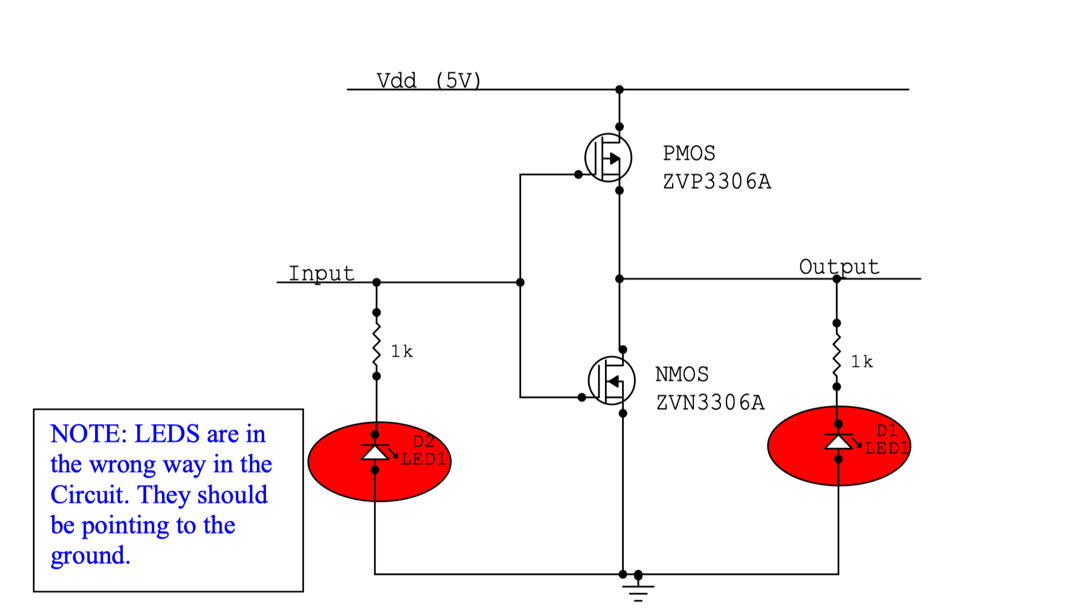 Vdd (5V)
PMOS
ZVP3306A
Input
Output
1k
1k
NMOS
ZVN3306A
NOTE: LEDS are in
the wrong way in the
Circuit. They should
be pointing to the
ground.
D2
LED1
D1
LED1